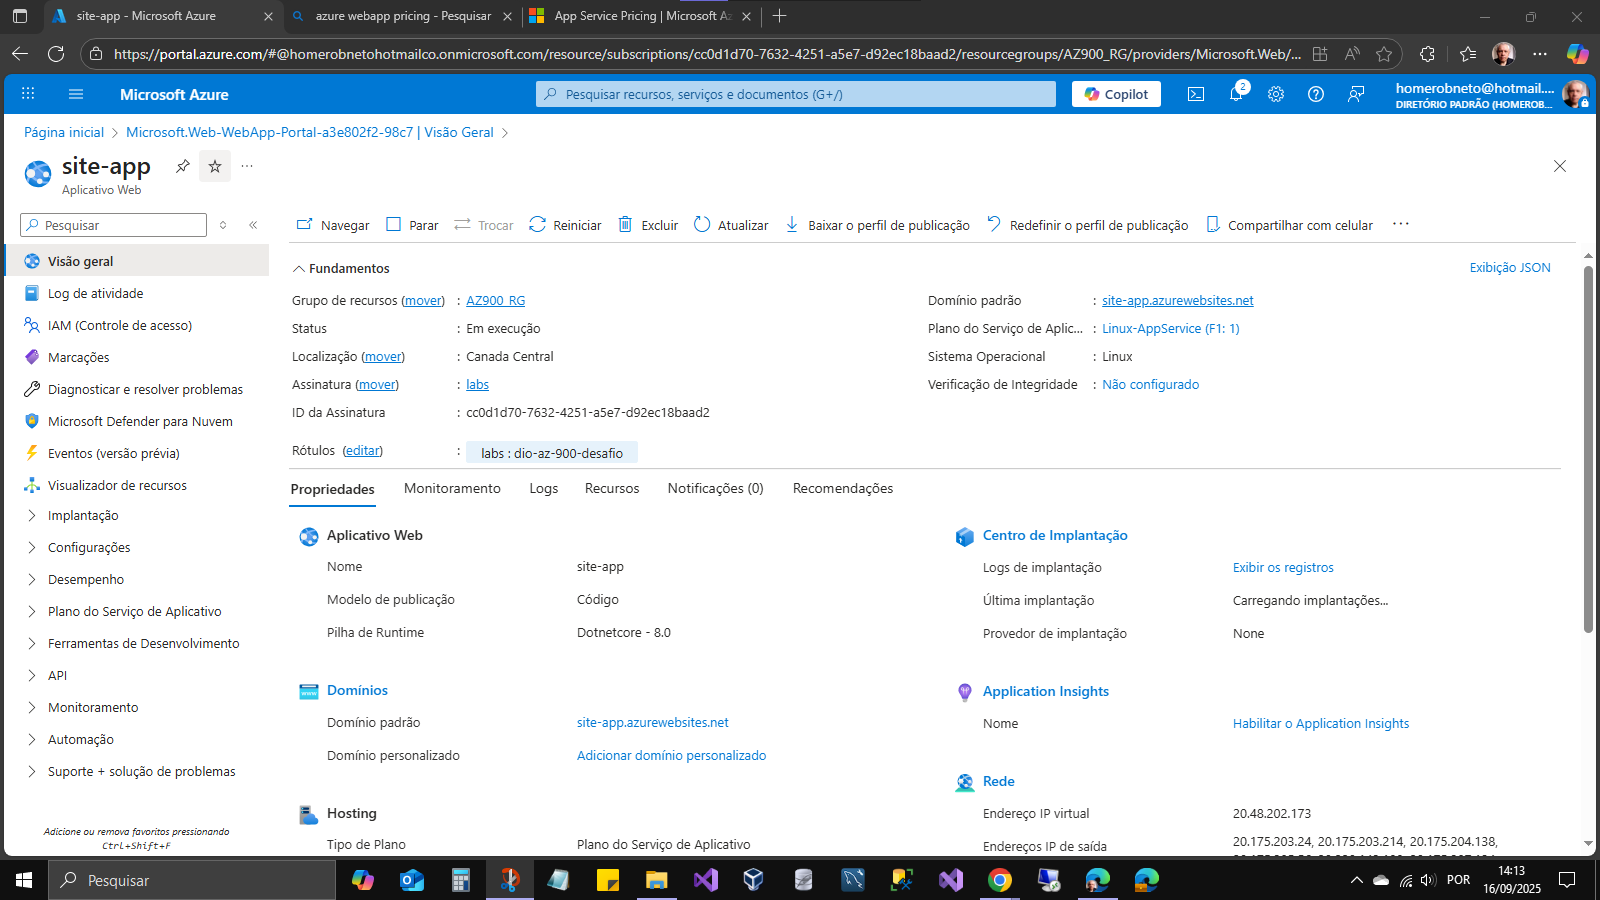 site-app - Microsoft Azure
azure webapp pricing - Pesquisar
App Service Pricing | Microsoft Az
https://portal.azure.com/#@homerobnetohotmailco.onmicrosoft.com/resource/subscriptions/cc0d1d70-7632-4251-a5e7-d92ec18baad2/resourcegroups/AZ900_RG/providers/Microsoft.Web/...
Microsoft Azure
Pesquisar recursos, serviços e documentos (G+/)
Copilot
2
homerobneto@hotmail....
DIRETÓRIO PADRÃO (HOMEROB...
Página inicial > Microsoft.Web-WebApp-Portal-a3e802f2-98c7 | Visão Geral >
site-app
Aplicativo Web
Pesquisar
Visão geral
Log de atividade
IAM (Controle de acesso)
Marcações
Diagnosticar e resolver problemas
Microsoft Defender para Nuvem
Eventos (versão prévia)
Visualizador de recursos
Implantação
Configurações
Desempenho
Plano do Serviço de Aplicativo
Ferramentas de Desenvolvimento
API
Monitoramento
Automação
Suporte + solução de problemas
Adicione ou remova favoritos pressionando
Ctrl+Shift+F
Navegar Parar Trocar Reiniciar Excluir Atualizar Baixar o perfil de publicação Redefinir o perfil de publicação Compartilhar com celular ...
Fundamentos
Exibição JSON
Grupo de recursos (mover) : AZ900_RG
Status : Em execução
Localização (mover) : Canada Central
Assinatura (mover) : labs
ID da Assinatura : cc0d1d70-7632-4251-a5e7-d92ec18baad2
Domínio padrão : site-app.azurewebsites.net
Plano do Serviço de Aplic... : Linux-AppService (F1: 1)
Sistema Operacional : Linux
Verificação de Integridade : Não configurado
Rótulos (editar) : labs : dio-az-900-desafio
Propriedades Monitoramento Logs Recursos Notificações (0) Recomendações
Aplicativo Web
Nome site-app
Modelo de publicação Código
Pilha de Runtime Dotnetcore - 8.0
Domínios
Domínio padrão site-app.azurewebsites.net
Domínio personalizado Adicionar domínio personalizado
Hosting
Tipo de Plano Plano do Serviço de Aplicativo
Centro de Implantação
Logs de implantação Exibir os registros
Última implantação Carregando implantações...
Provedor de implantação None
Application Insights
Nome Habilitar o Application Insights
Rede
Endereço IP virtual 20.48.202.173
Endereços IP de saída 20.175.203.24, 20.175.203.214, 20.175.204.138,
Pesquisar
POR
14:13
16/09/2025